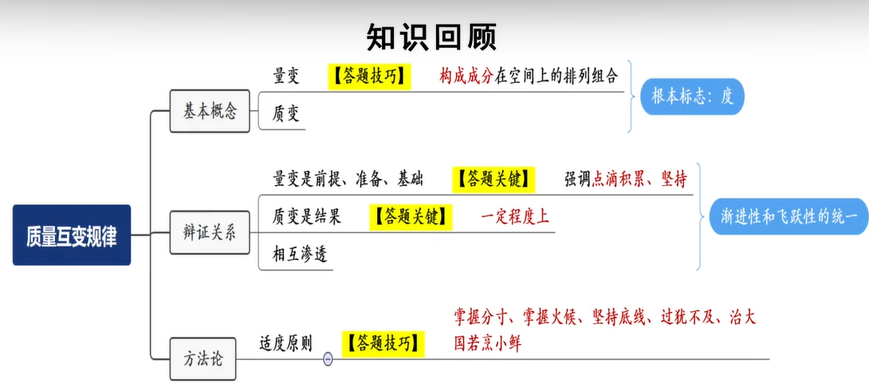 知识回顾
量变 【答题技巧】 构成成分在空间上的排列组合
基本概念
质变
根本标志：度
量变是前提、准备、基础 【答题关键】 强调点滴积累、坚持
质量互变规律
辩证关系
质变是结果 【答题关键】 一定程度上
渐进性和飞跃性的统一
相互渗透
方法论
适度原则 【答题技巧】 掌握分寸、掌握火候、坚持底线、过犹不及、治大
国若烹小鲜